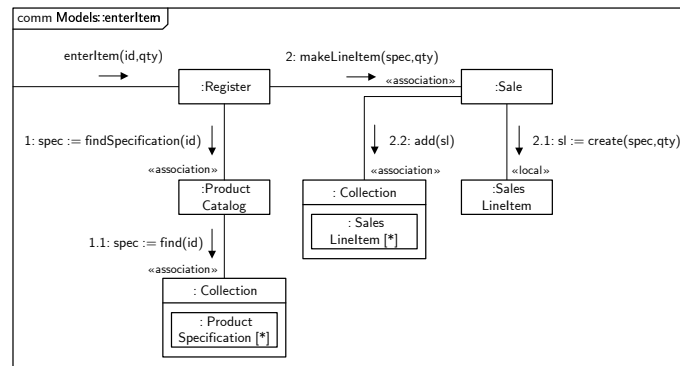 comm Models::enterItem
enterItem(id,qty)
2: makeLineItem(spec,qty)
«association»
:Register
:Sale
1: spec := findSpecification(id)
2.2: add(sl)
2.1: sl := create(spec,qty)
«association»
«association»
«local»
:Product
Catalog
: Collection
:Sales
LineItem
: Sales
LineItem [*]
1.1: spec := find(id)
«association»
: Collection
: Product
Specification [*]